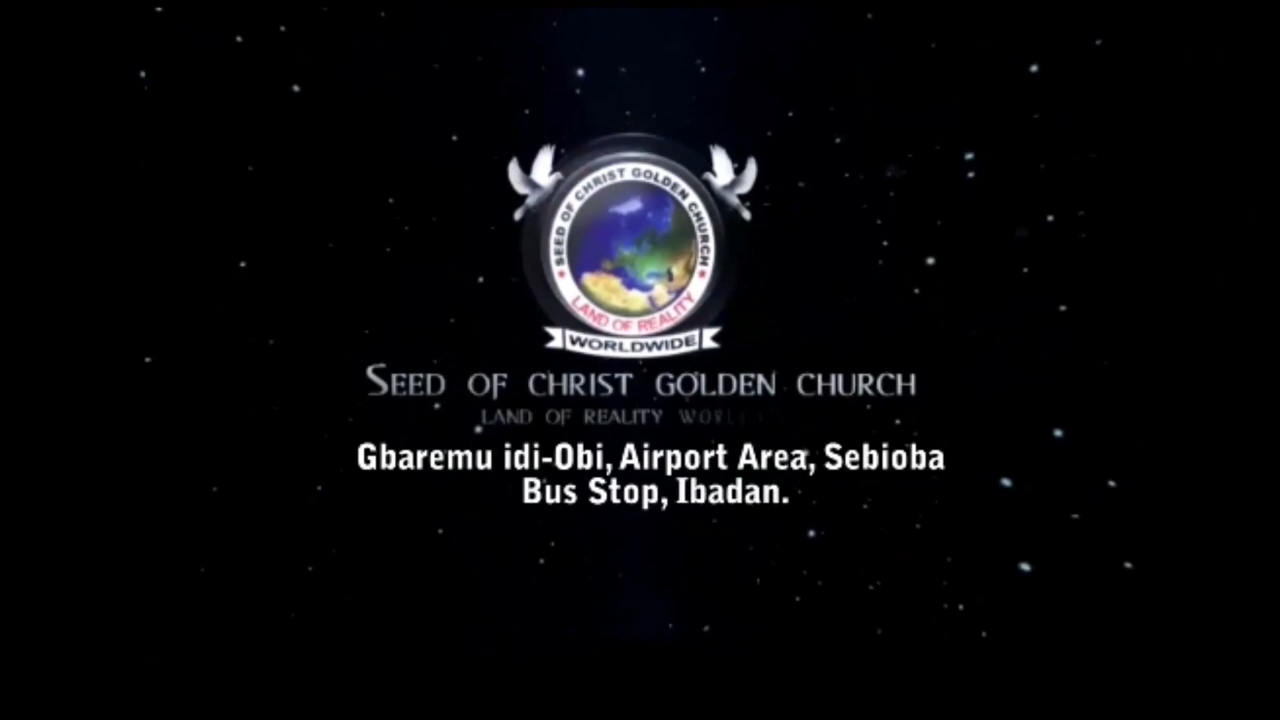 SEED OF CHRIST GOLDEN CHURCH
LAND OF REALITY
WORLDWIDE
SEED OF CHRIST GOLDEN CHURCH
LAND OF REALITY WORL
Gbaremu idi-Obi, Airport Area, Sebioba
Bus Stop, Ibadan.